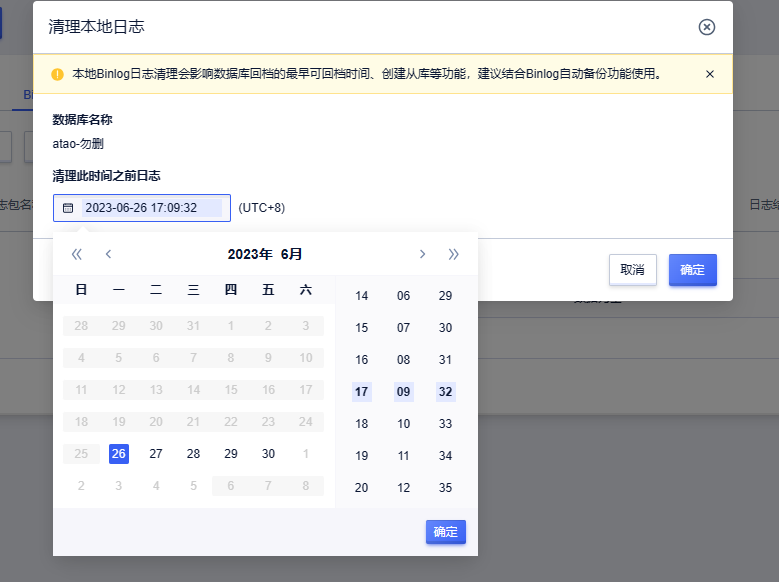 清理本地日志
本地Binlog日志清理会影响数据库回档的最早可回档时间、创建从库等功能，建议结合Binlog自动备份功能使用。
Bi
数据库名称
atao-勿删
清理此时间之前日志
志包名
日志
2023-06-26 17:09:32 (UTC+8)
2023年 6月
取消 确定
日 一 二 三 四 五 六
14 06 29
28 29 30 31 1 2 3
15 07 30
4 5 6 7 8 9 10
16 08 31
11 12 13 14 15 16 17
17 09 32
18 19 20 21 22 23 24
18 10 33
25 26 27 28 29 30 1
19 11 34
2 3 4 5 6 7 8
20 12 35
确定